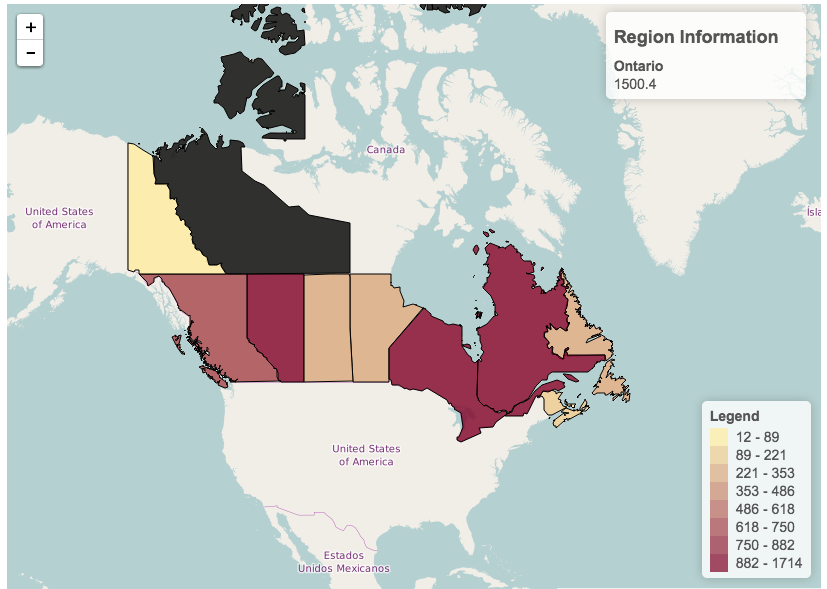 +
−
Region Information
Ontario
1500.4
Canada
United States
of America
Ísla
United States
of America
Estados
Unidos Mexicanos
Legend
12 - 89
89 - 221
221 - 353
353 - 486
486 - 618
618 - 750
750 - 882
882 - 1714